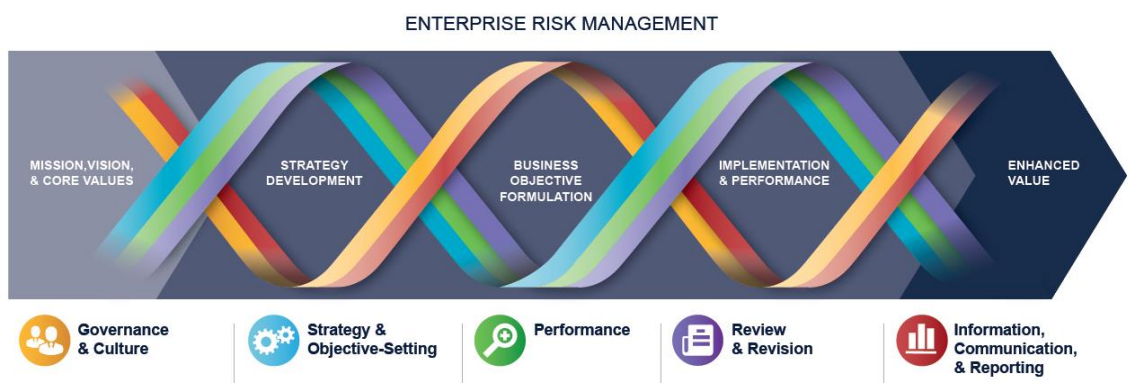 ENTERPRISE RISK MANAGEMENT
MISSION,VISION,
& CORE VALUES
STRATEGY
DEVELOPMENT
BUSINESS
OBJECTIVE
FORMULATION
IMPLEMENTATION
& PERFORMANCE
ENHANCED
VALUE
Governance
& Culture
Strategy &
Objective-Setting
Performance
Review
& Revision
Information,
Communication,
& Reporting